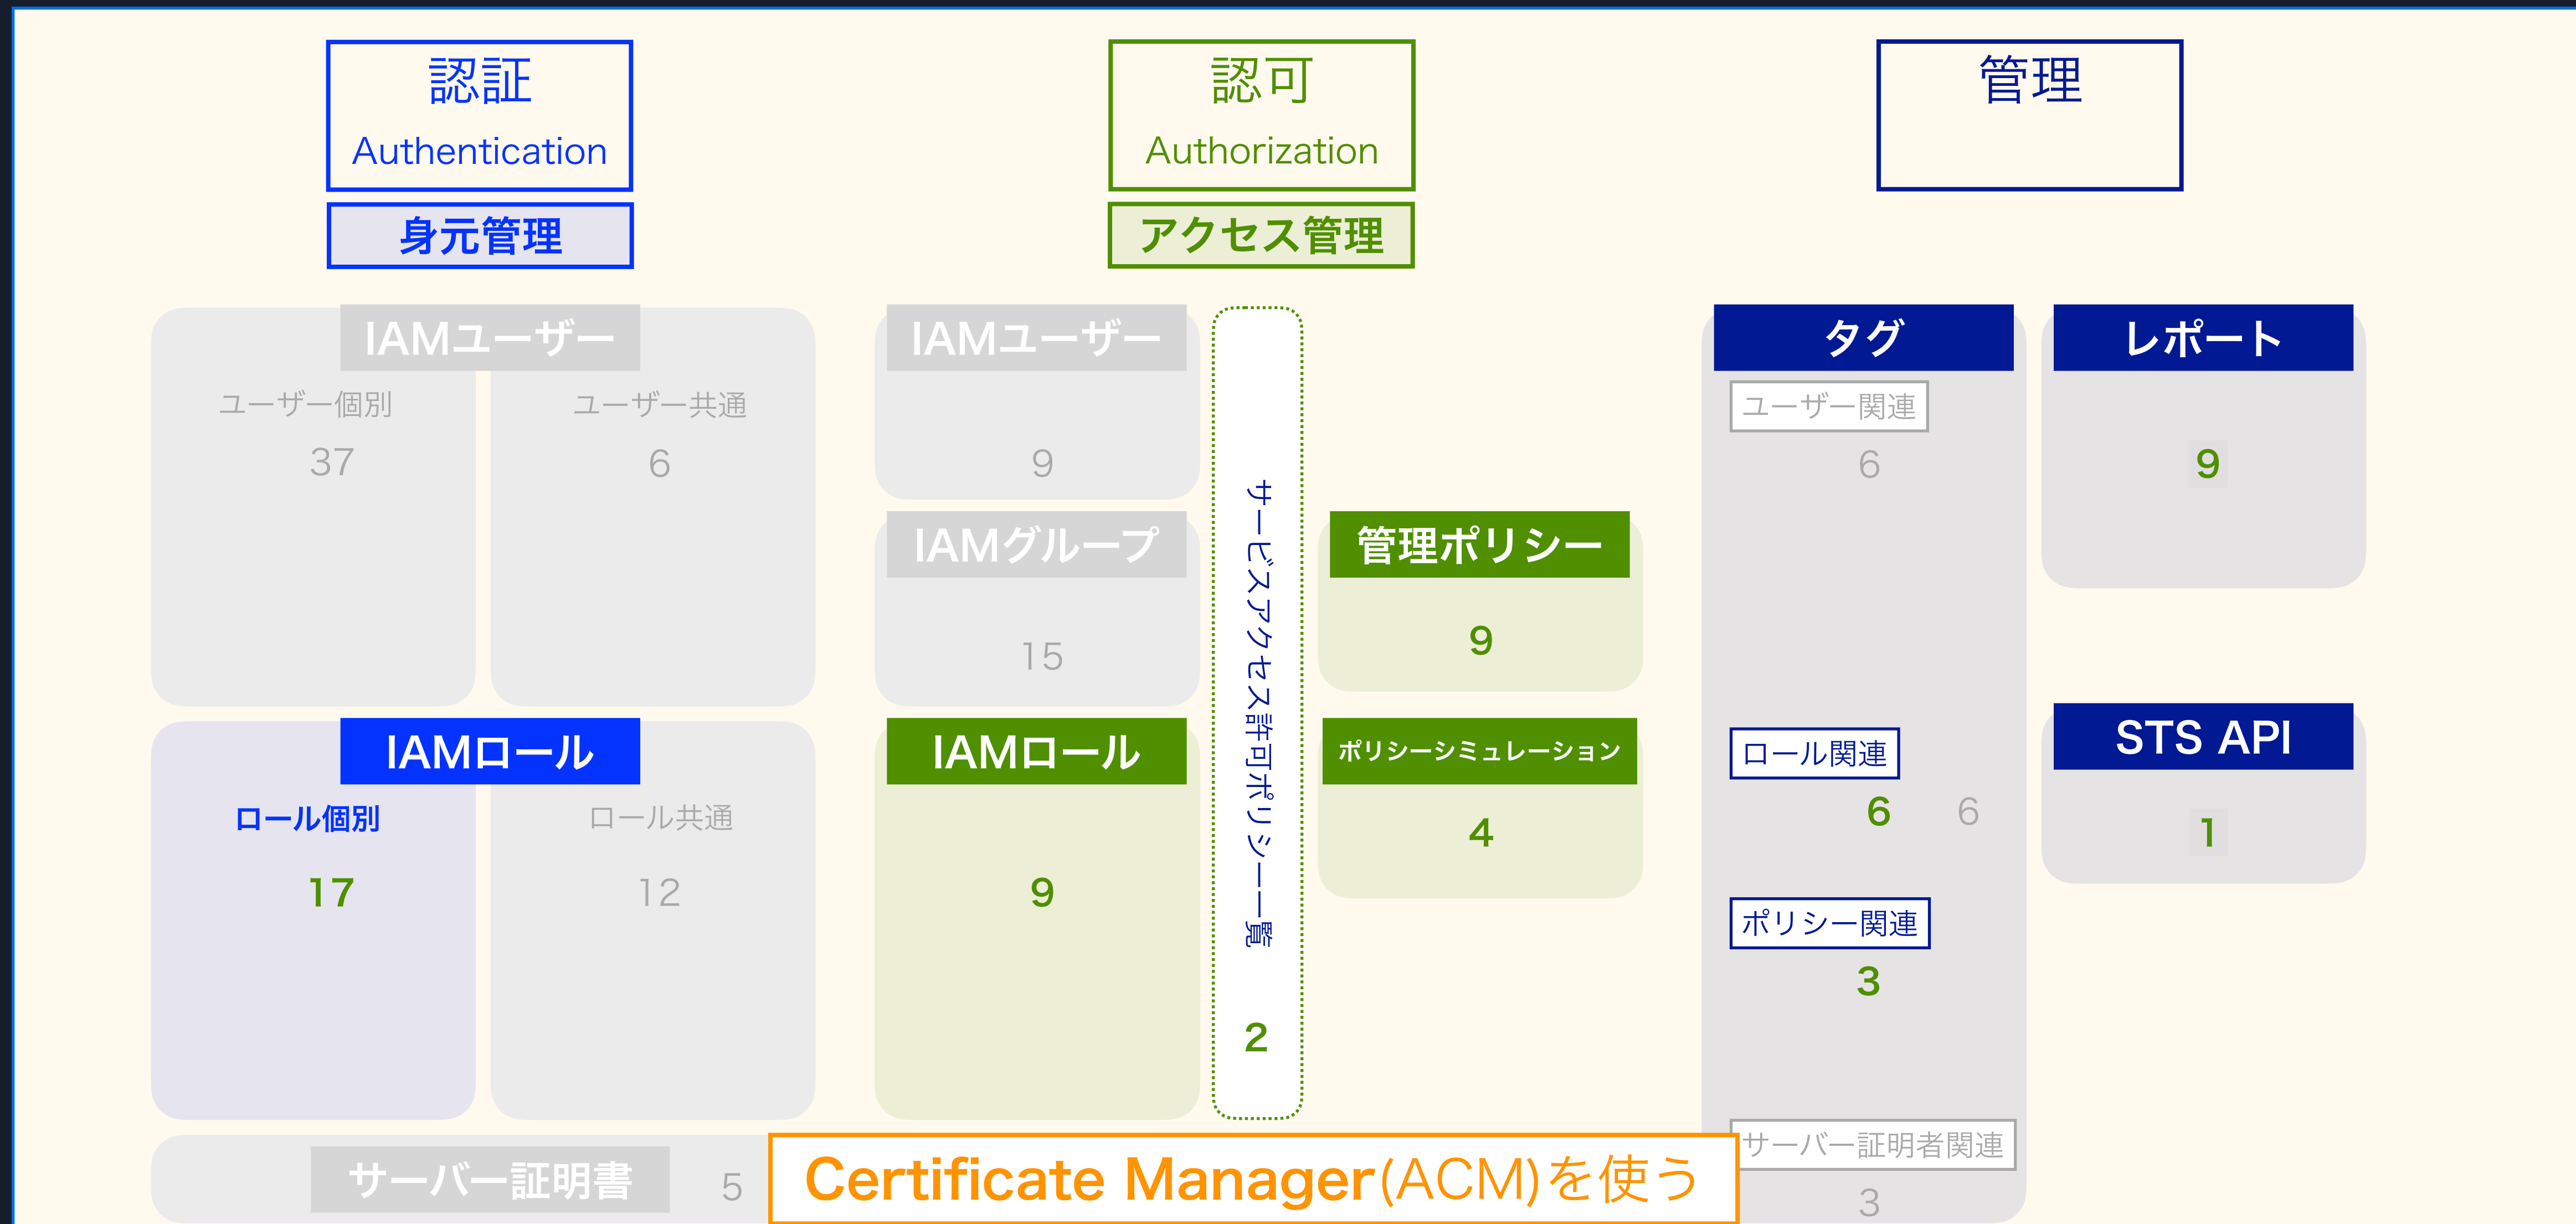 認証
Authentication
身元管理
認可
Authorization
アクセス管理
管理
IAMユーザー
ユーザー個別
37
ユーザー共通
6
IAMロール
ロール個別
17
ロール共通
12
サーバー証明書
5
IAMユーザー
9
IAMグループ
15
IAMロール
9
サービスアクセス許可ポリシー一覧
2
管理ポリシー
9
ポリシーシミュレーション
4
タグ
ユーザー関連
6
ロール関連
6 6
ポリシー関連
3
サーバー証明者関連
3
レポート
9
STS API
1
Certificate Manager(ACM)を使う